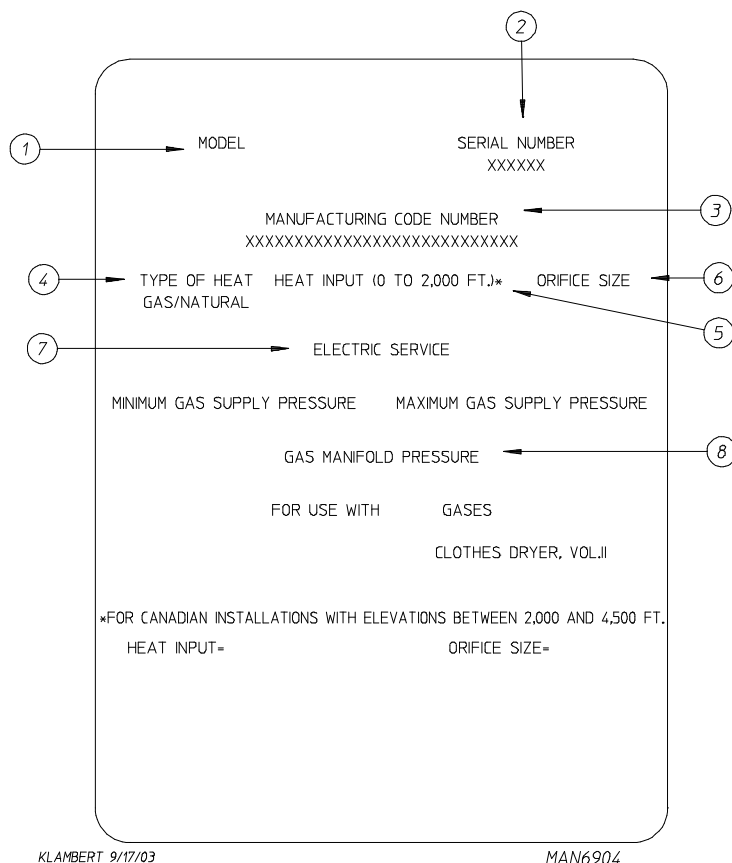 2
1 MODEL SERIAL NUMBER
XXXXXX
MANUFACTURING CODE NUMBER 3
XXXXXXXXXXXXXXXXXXXXXXXXXXXX
4 TYPE OF HEAT HEAT INPUT (0 TO 2,000 FT.)* ORIFICE SIZE 6
GAS/NATURAL
5
7 ELECTRIC SERVICE
MINIMUM GAS SUPPLY PRESSURE MAXIMUM GAS SUPPLY PRESSURE
GAS MANIFOLD PRESSURE 8
FOR USE WITH GASES
CLOTHES DRYER, VOL.II
*FOR CANADIAN INSTALLATIONS WITH ELEVATIONS BETWEEN 2,000 AND 4,500 FT.
HEAT INPUT= ORIFICE SIZE=
KLAMBERT 9/17/03 MAN6904